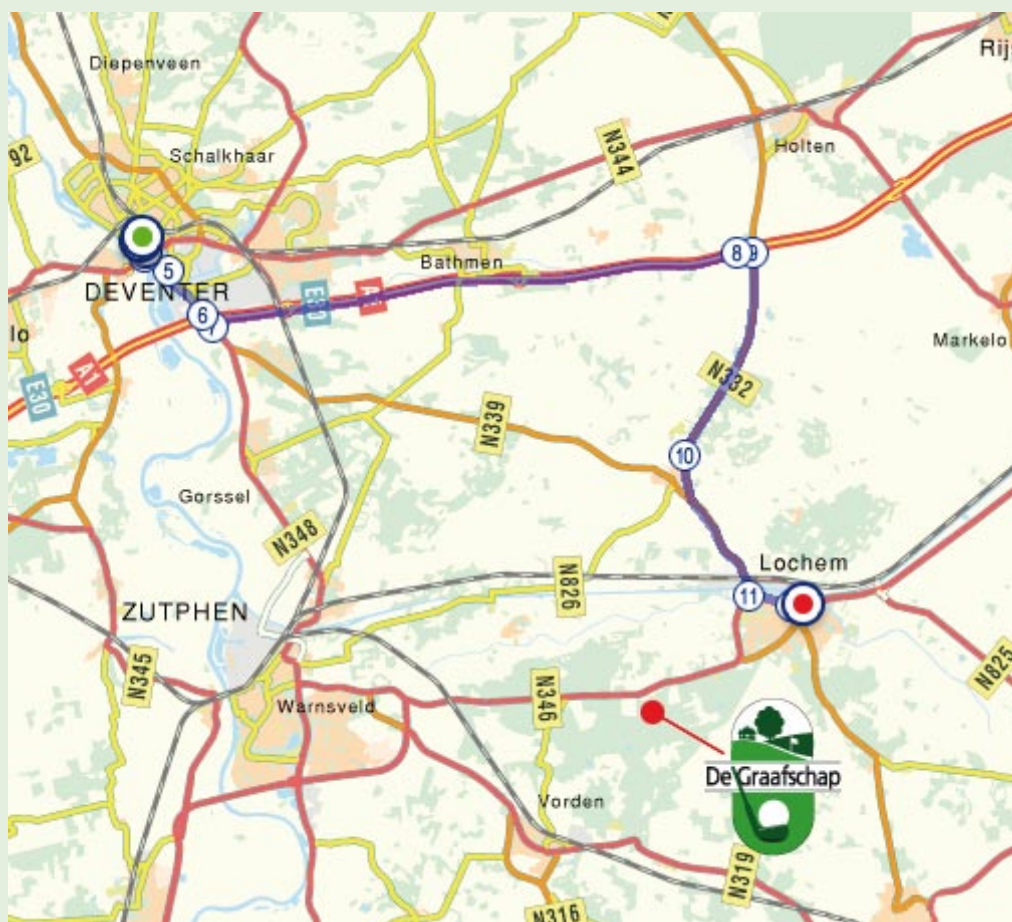 Rij
Diepenveen
N344
92
Schalkhaar
Holten
8
9
Bathmen
5
DEVENTER
E30
A1
6
7
lo
Markelo
A1
E30
N332
N339
10
Gorssel
N348
Lochem
N826
11
ZUTPHEN
N345
N825
N346
Warnsveld
De Graafschap
Vorden
N319
N316